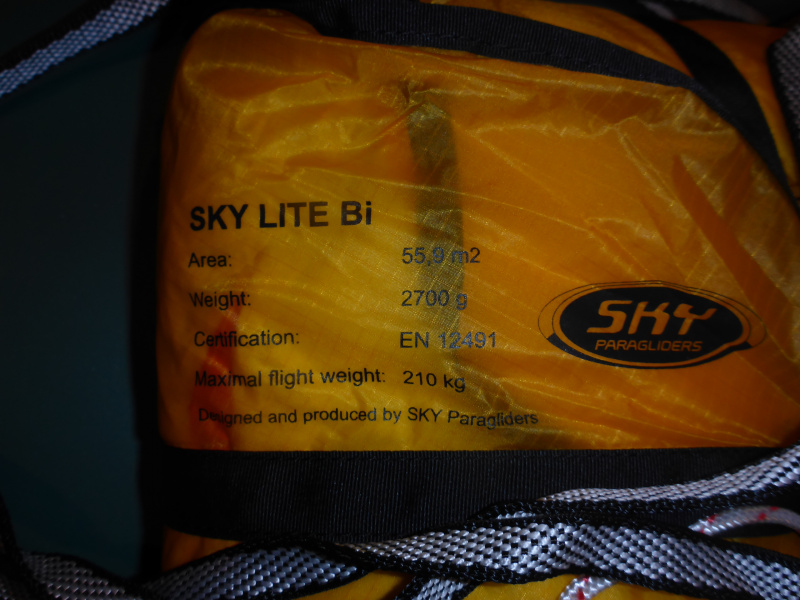 SKY LITE Bi
Area: 55,9 m2
Weight: 2700 g
Certification: EN 12491
Maximal flight weight: 210 kg
Designed and produced by SKY Paragliders
SKY
PARAGLIDERS